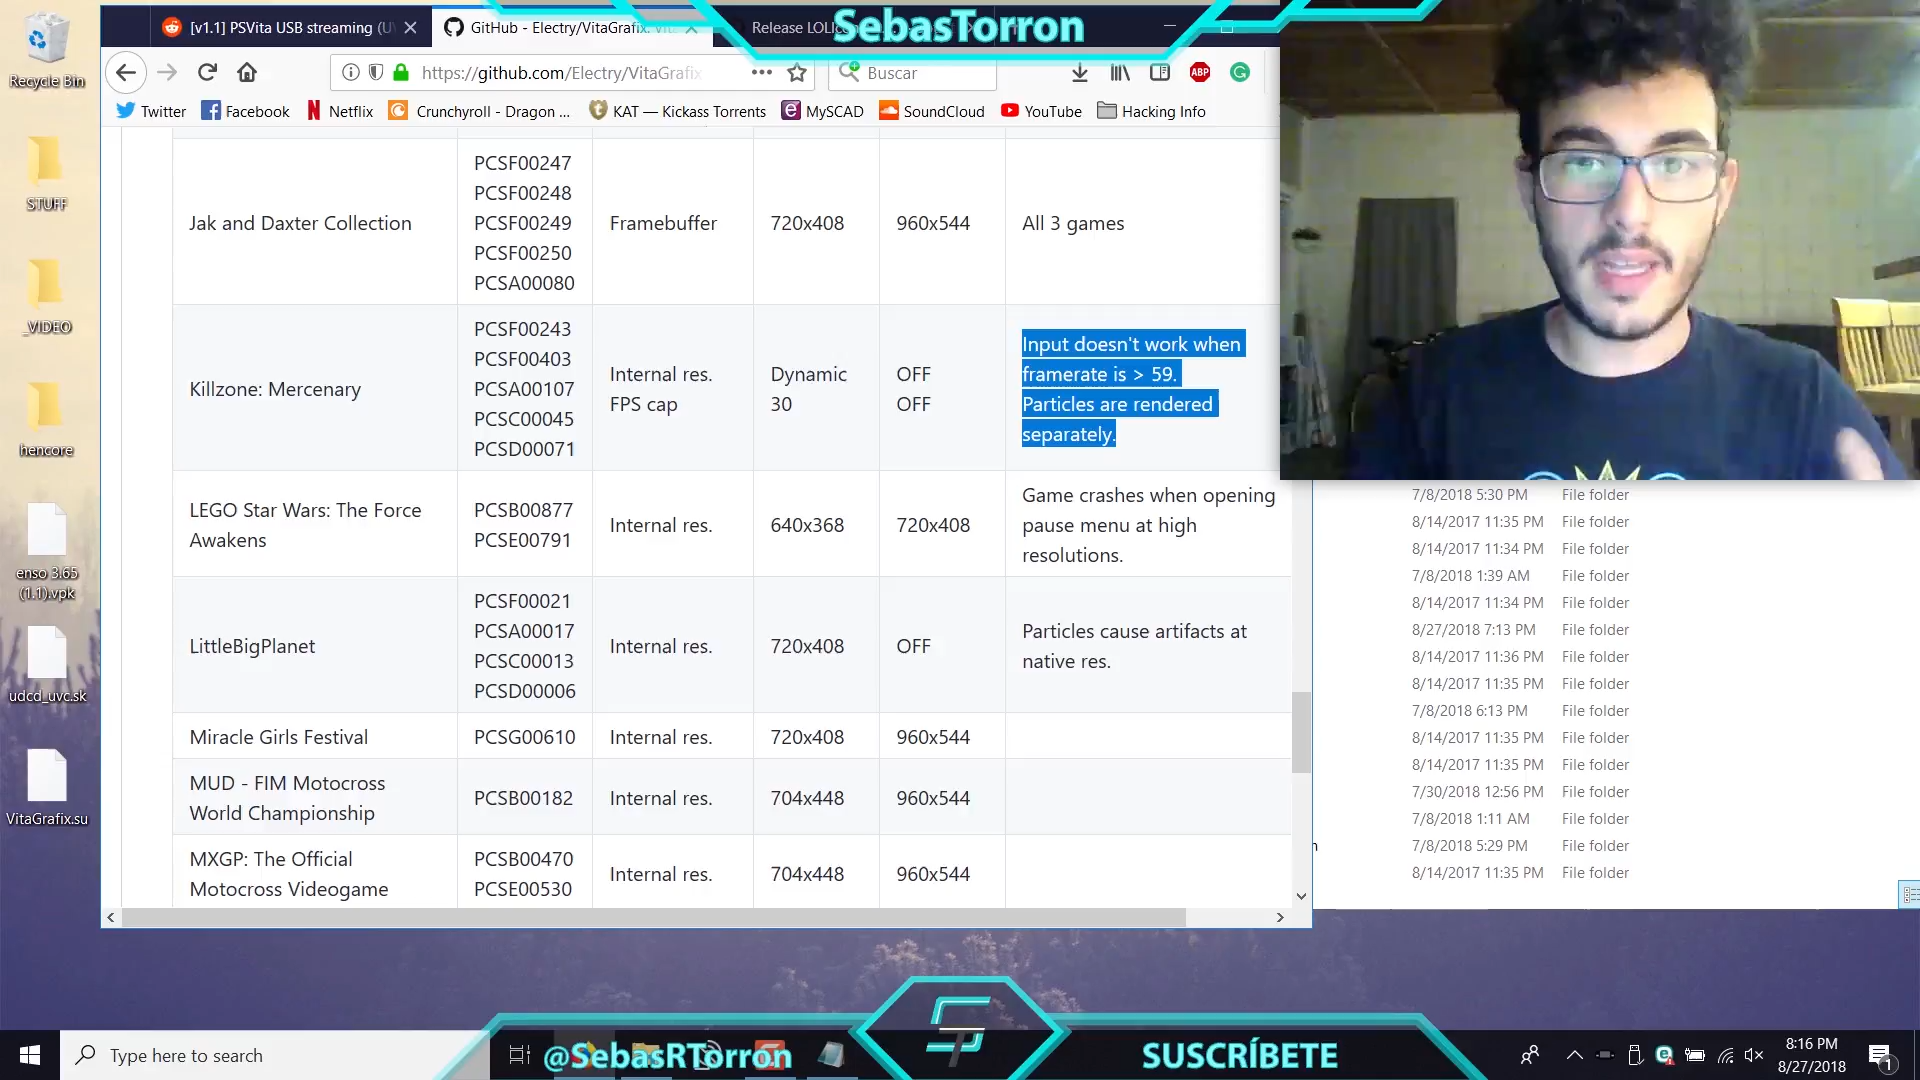 SebasTorron
[v1.1] PSVita USB streaming (U
GitHub - Electry/VitaGrafix: Vita
Release LOLIc
https://github.com/Electry/VitaGrafix
Buscar
ABP
Twitter
Facebook
Netflix
Crunchyroll - Dragon ...
KAT — Kickass Torrents
MySCAD
SoundCloud
YouTube
Hacking Info
Recycle Bin
STUFF
_VIDEO
hencore
enso 3.65
(1.1).vpk
udcd_uvc.sk
VitaGrafix.su
Jak and Daxter Collection
PCSF00247
PCSF00248
PCSF00249
PCSF00250
PCSA00080
Framebuffer
720x408
960x544
All 3 games
Killzone: Mercenary
PCSF00243
PCSF00403
PCSA00107
PCSC00045
PCSD00071
Internal res.
FPS cap
Dynamic
30
OFF
OFF
Input doesn't work when
framerate is > 59.
Particles are rendered
separately.
LEGO Star Wars: The Force
Awakens
PCSB00877
PCSE00791
Internal res.
640x368
720x408
Game crashes when opening
pause menu at high
resolutions.
LittleBigPlanet
PCSF00021
PCSA00017
PCSC00013
PCSD00006
Internal res.
720x408
OFF
Particles cause artifacts at
native res.
Miracle Girls Festival
PCSG00610
Internal res.
720x408
960x544
MUD - FIM Motocross
World Championship
PCSB00182
Internal res.
704x448
960x544
MXGP: The Official
Motocross Videogame
PCSB00470
PCSE00530
Internal res.
704x448
960x544
7/8/2018 5:30 PM File folder
8/14/2017 11:35 PM File folder
8/14/2017 11:34 PM File folder
7/8/2018 1:39 AM File folder
8/14/2017 11:34 PM File folder
8/27/2018 7:13 PM File folder
8/14/2017 11:36 PM File folder
8/14/2017 11:35 PM File folder
7/8/2018 6:13 PM File folder
8/14/2017 11:35 PM File folder
8/14/2017 11:35 PM File folder
7/30/2018 12:56 PM File folder
7/8/2018 1:11 AM File folder
7/8/2018 5:29 PM File folder
8/14/2017 11:35 PM File folder
Type here to search
@SebasRTorron
ST
SUSCRÍBETE
8:16 PM
8/27/2018
1